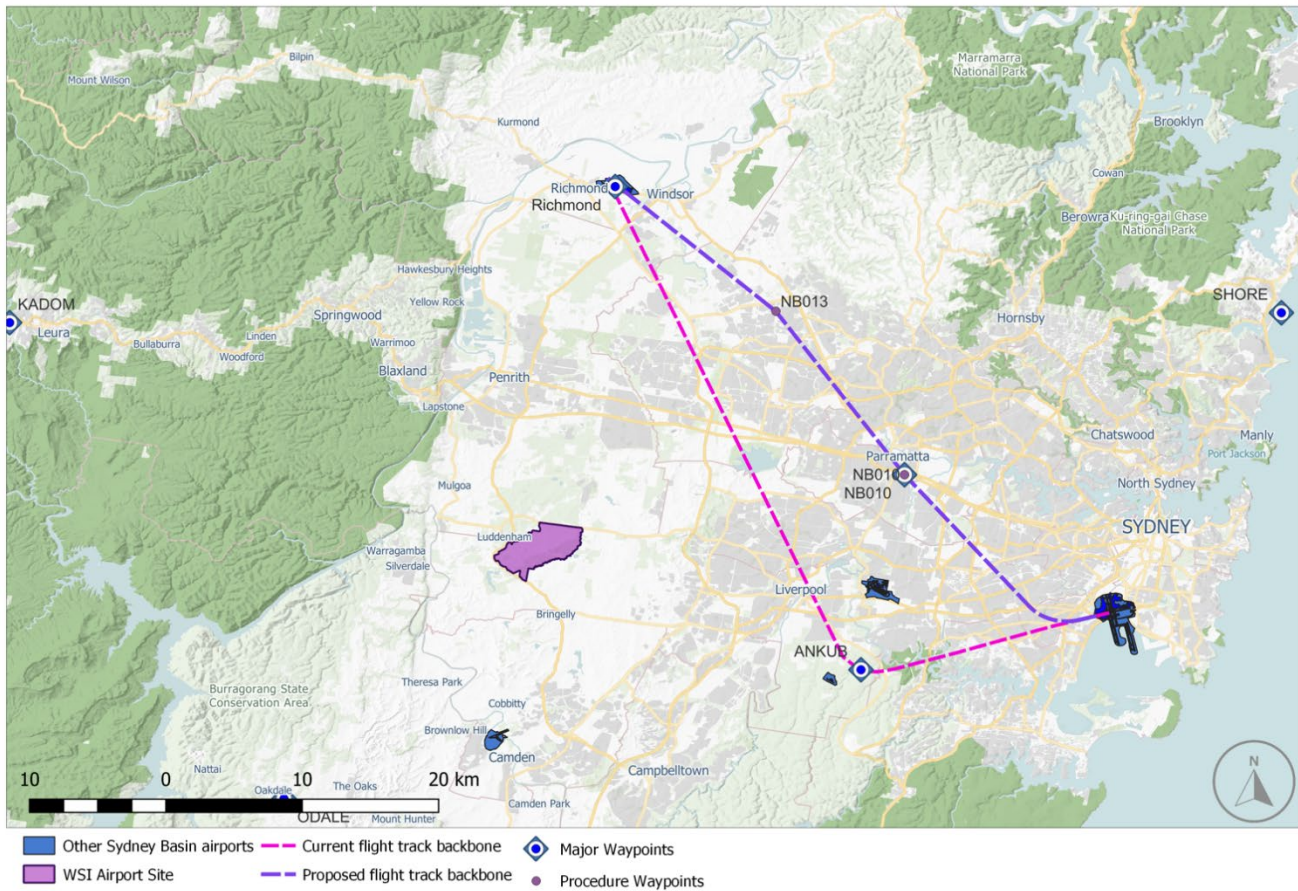 Marramarra
National Park
Bilpin
Mount Wilson
Kurmond
Brooklyn
Cowan
Richmond
Windsor
Richmond
Berowra
Ku-ring-gai Chase
National Park
Hawkesbury Heights
KADOM
Yellow Rock
NB013
SHORE
Springwood
Hornsby
Leura
Linden
Bullaburra
Woodford
Warrimoo
Blaxland
Penrith
Lapstone
Chatswood
Manly
Port Jackson
Parramatta
NB010
NB010
North Sydney
Mulgoa
SYDNEY
Luddenham
Warragamba
Silverdale
Liverpool
Bringelly
ANKUB
Theresa Park
Burragorang State
Conservation Area
Cobbitty
Brownlow Hill
Camden
Campbelltown
Nattai
Oakdale
The Oaks
Camden Park
Mount Hunter
ODALE
10 0 10 20 km
N
Other Sydney Basin airports
Current flight track backbone
Major Waypoints
WSI Airport Site
Proposed flight track backbone
Procedure Waypoints